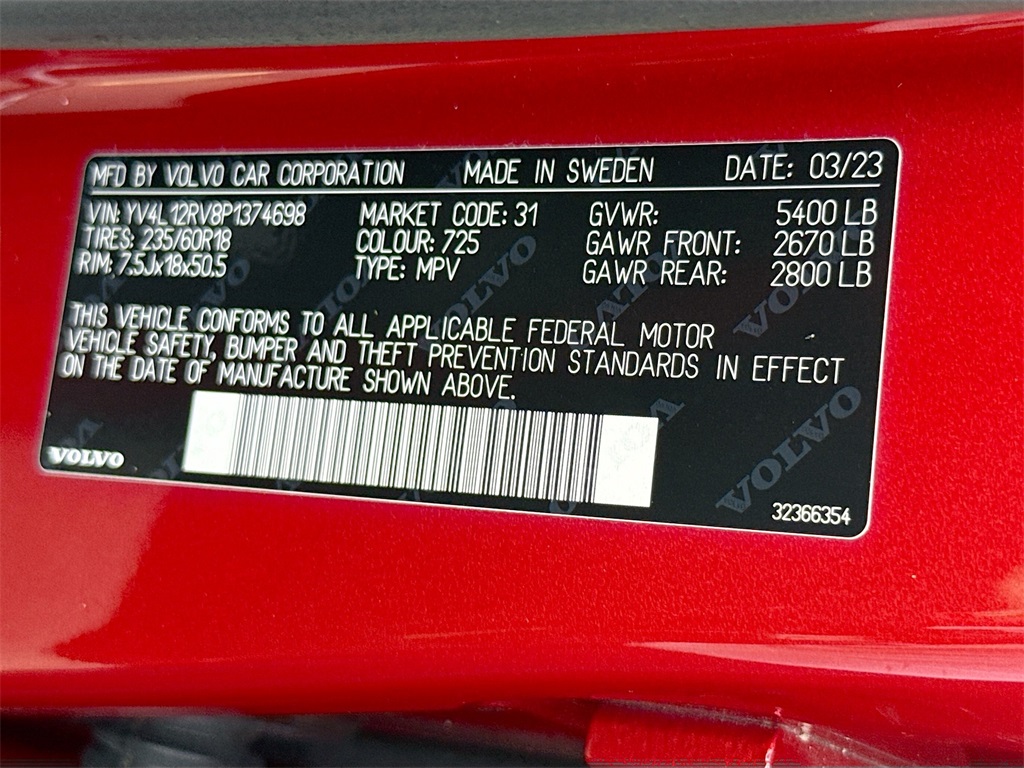 MFD BY VOLVO CAR CORPORATION MADE IN SWEDEN DATE: 03/23
VIN: YV4L12RV8P1374698 MARKET CODE: 31 GVWR: 5400 LB
TIRES: 235/60R18 COLOUR: 725 GAWR FRONT: 2670 LB
RIM: 7.5Jx18x50.5 TYPE: MPV GAWR REAR: 2800 LB
THIS VEHICLE CONFORMS TO ALL APPLICABLE FEDERAL MOTOR
VEHICLE SAFETY, BUMPER AND THEFT PREVENTION STANDARDS IN EFFECT
ON THE DATE OF MANUFACTURE SHOWN ABOVE.
VOLVO
32366354